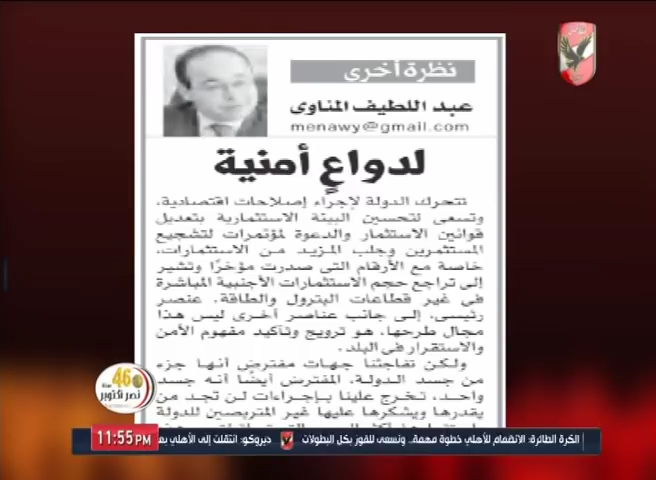 نظرة أخرى
عبد اللطيف المناوى
menawy@gmail.com
لدواعٍ أمنية
تتحرك الدولة لإجراء إصلاحات اقتصادية،
وتسعى لتحسين البيئة الاستثمارية بتعديل
قوانين الاستثمار والدعوة لمؤتمرات لتشجيع
المستثمرين وجلب المزيد من الاستثمارات،
خاصة مع الأرقام التى صدرت مؤخرًا وتشير
إلى تراجع حجم الاستثمارات الأجنبية المباشرة
فى غير قطاعات البترول والطاقة. عنصر
رئيسى، إلى جانب عناصر أخرى ليس هذا
مجال طرحها، هو ترويج وتأكيد مفهوم الأمن
والاستقرار فى البلد.
ولكن تفاجئنا جهات مفترض أنها جزء
من جسد الدولة، المفترض أيضًا أنه جسد
واحد، تخرج علينا بإجراءات لن تجد من
يقدرها ويشكرها عليها غير المتربصين للدولة
46 سنة
نصر أكتوبر
11:55 PM
الكرة الطائرة: الانضمام للأهلي خطوة مهمة.. ونسعى للفوز بكل البطولات
ديروكو: انتقلت إلى الأهلي بعد